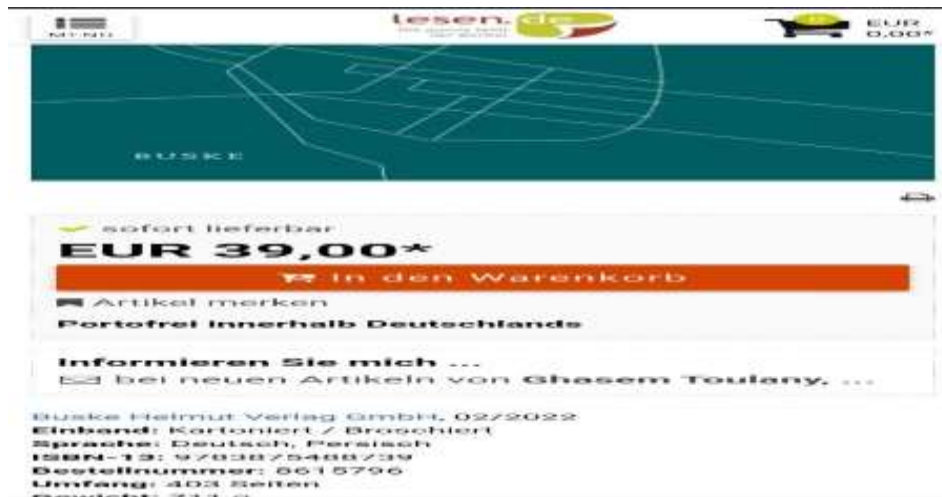 MENÜ
lesen.de
EUR
0,00*
BUSKE
sofort lieferbar
EUR 39,00*
In den Warenkorb
Artikel merken
Portofrei innerhalb Deutschlands
Informieren Sie mich ...
bei neuen Artikeln von Ghasem Toulany, ...
Buske Helmut Verlag GmbH, 02/2022
Einband: Kartoniert / Broschiert
Sprache: Deutsch, Persisch
ISBN-13: 9783875488739
Bestellnummer: 8615796
Umfang: 403 Seiten